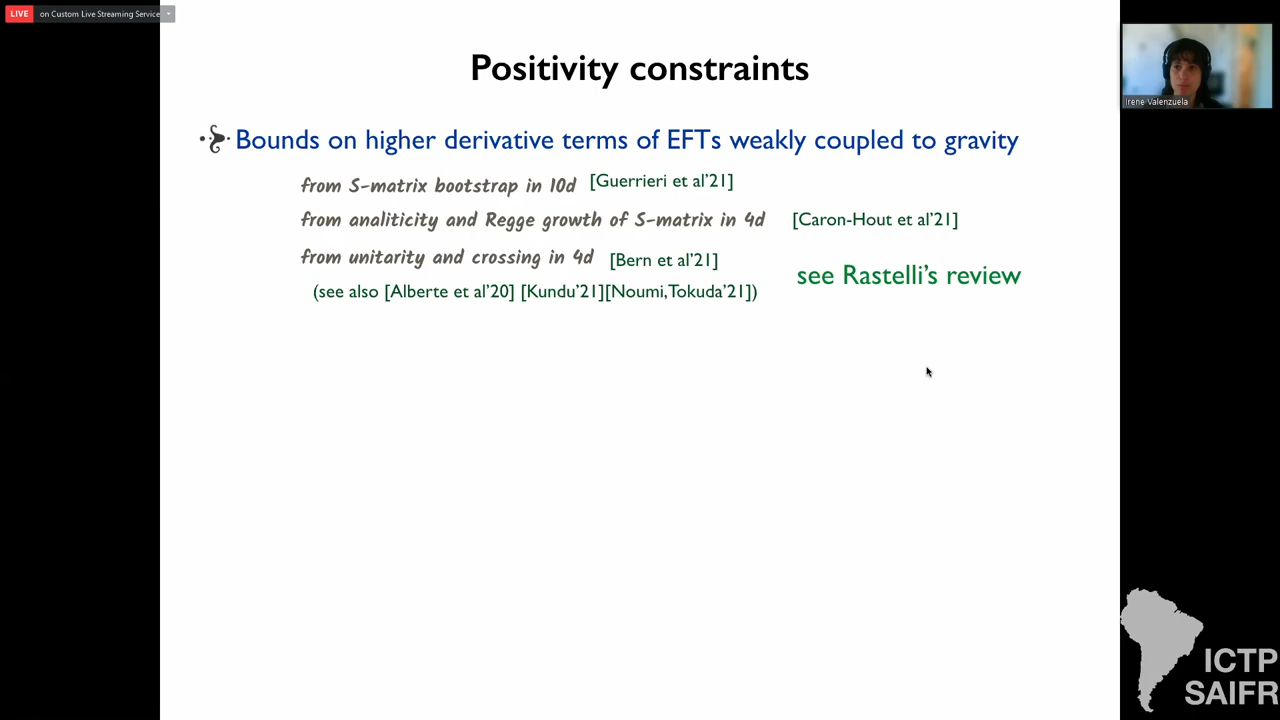 LIVE on Custom Live Streaming Service
Positivity constraints
Irene Valenzuela
Bounds on higher derivative terms of EFTs weakly coupled to gravity
from S-matrix bootstrap in 10d [Guerrieri et al'21]
from analiticity and Regge growth of S-matrix in 4d [Caron-Hout et al'21]
from unitarity and crossing in 4d [Bern et al'21]
see Rastelli's review
(see also [Alberte et al'20] [Kundu'21][Noumi,Tokuda'21])
ICTP
SAIFR